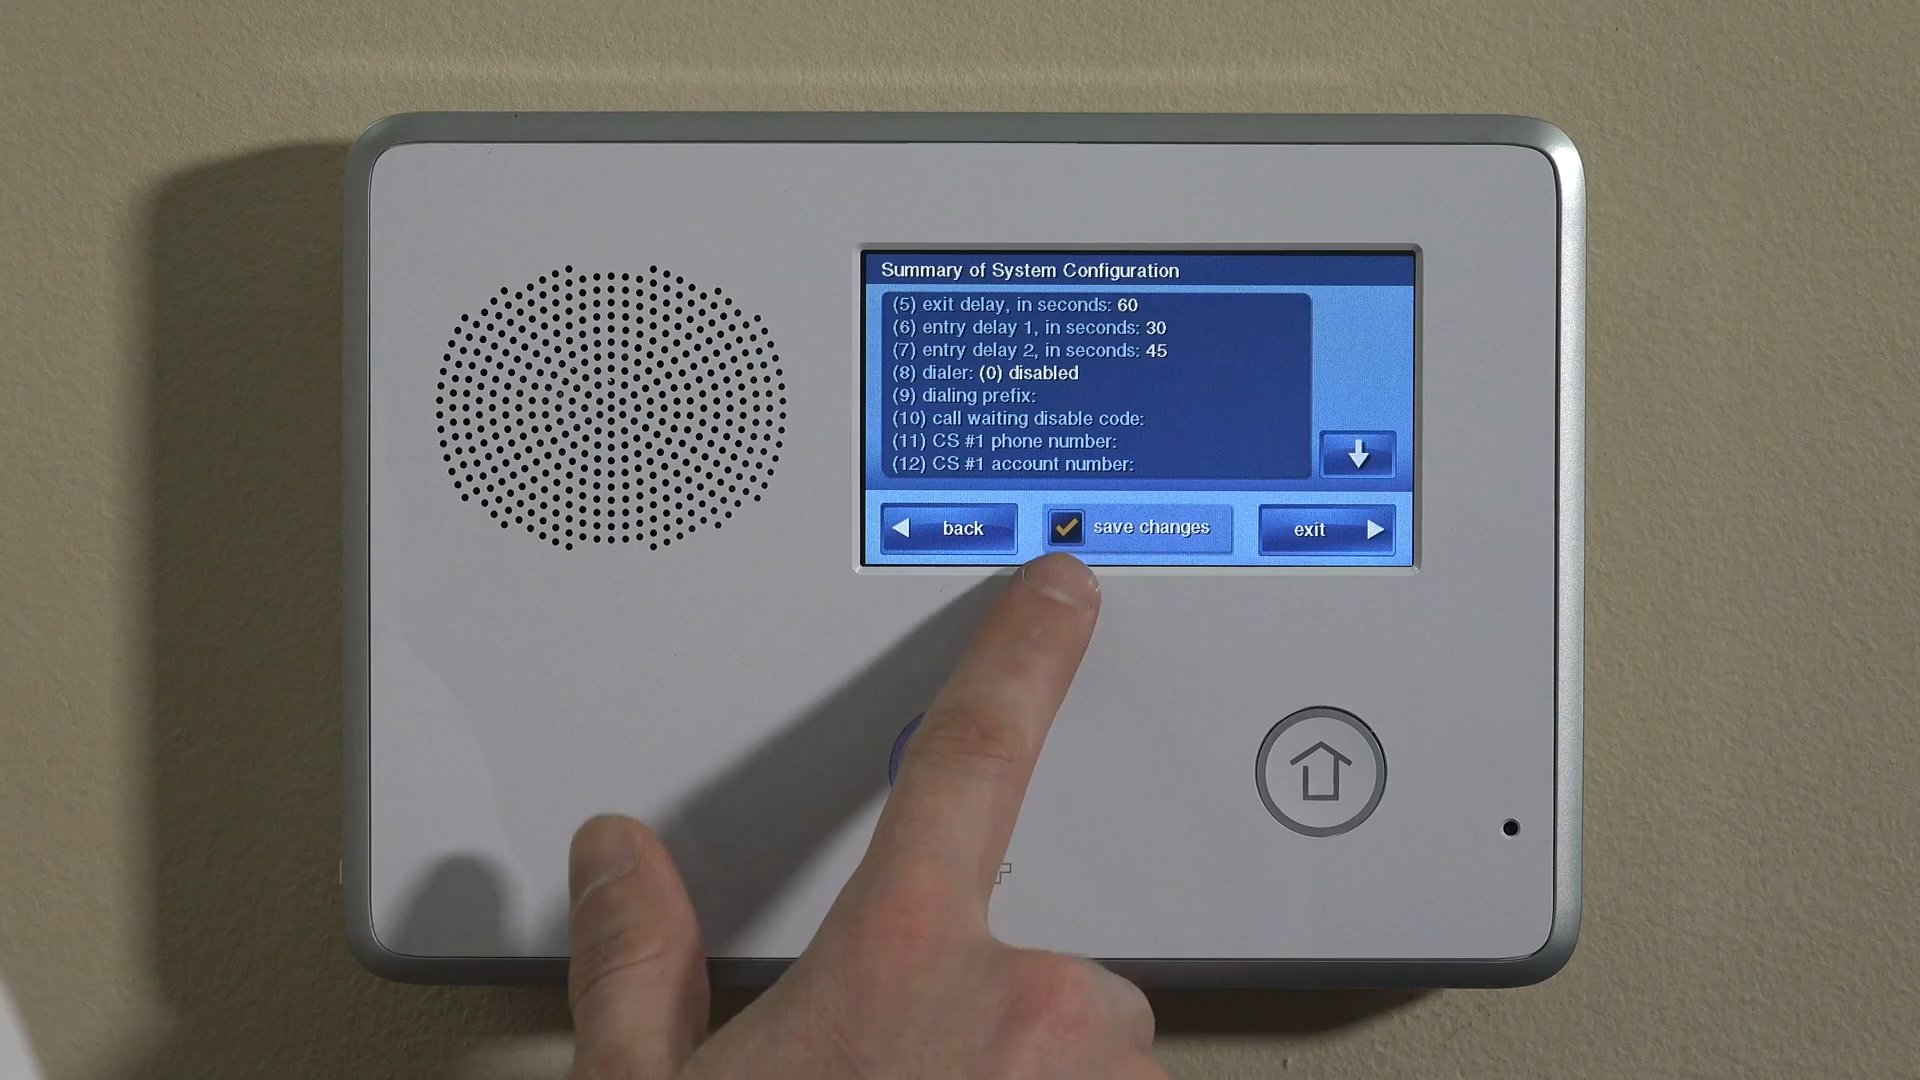 Summary of System Configuration
(5) exit delay, in seconds: 60
(6) entry delay 1, in seconds: 30
(7) entry delay 2, in seconds: 45
(8) dialer: (0) disabled
(9) dialing prefix:
(10) call waiting disable code:
(11) CS #1 phone number:
(12) CS #1 account number:
back
save changes
exit